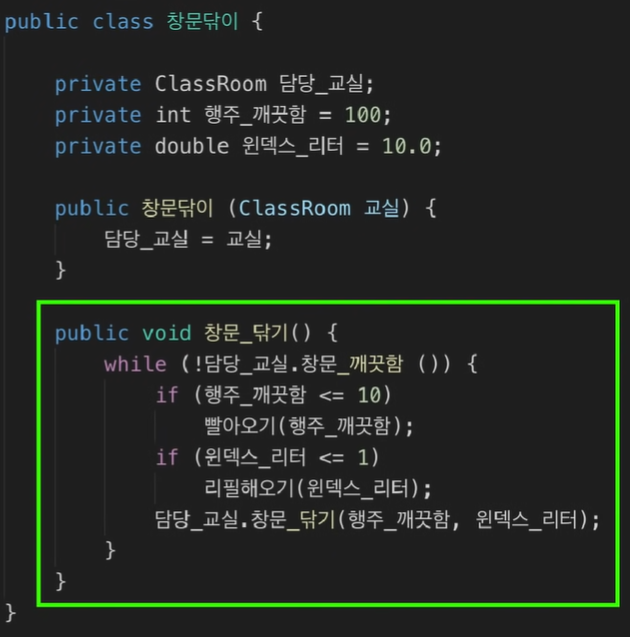 public class 창문닦이 {
private ClassRoom 담당_교실;
private int 행주_깨끗함 = 100;
private double 윈덱스_리터 = 10.0;
public 창문닦이 (ClassRoom 교실) {
담당_교실 = 교실;
}
public void 창문_닦기() {
while (!담당_교실.창문_깨끗함 ()) {
if (행주_깨끗함 <= 10)
빨아오기(행주_깨끗함);
if (윈덱스_리터 <= 1)
리필해오기(윈덱스_리터);
담당_교실.창문_닦기(행주_깨끗함, 윈덱스_리터);
}
}
}